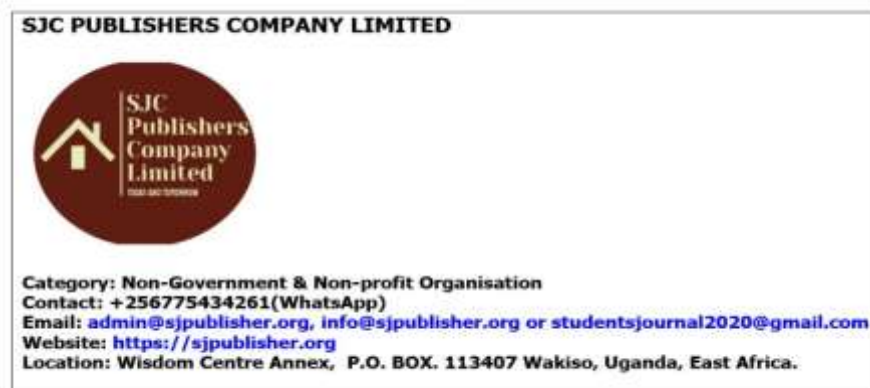 SJC PUBLISHERS COMPANY LIMITED
SJC
Publishers
Company
Limited
Category: Non-Government & Non-profit Organisation
Contact: +256775434261(WhatsApp)
Email: admin@sjpublisher.org, info@sjpublisher.org or studentsjournal2020@gmail.com
Website: https://sjpublisher.org
Location: Wisdom Centre Annex, P.O. BOX. 113407 Wakiso, Uganda, East Africa.